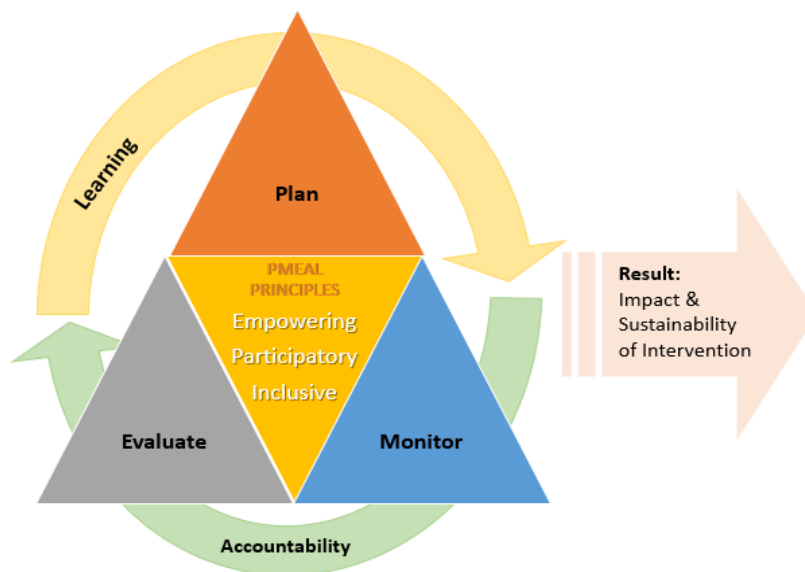 Learning
Plan
PMEAL
PRINCIPLES
Empowering
Participatory
Inclusive
Evaluate
Monitor
Accountability
Result:
Impact &
Sustainability
of Intervention